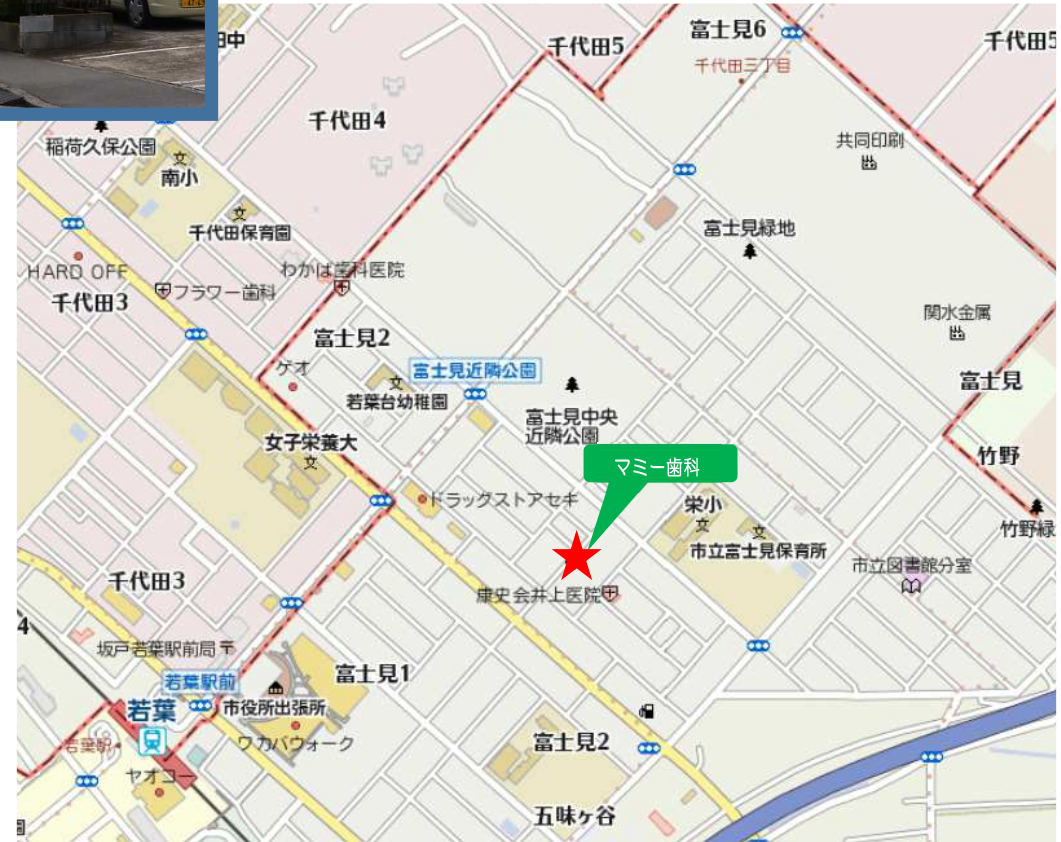 富士見6
千代田5
千代田5
田中
千代田三丁目
千代田4
稲荷久保公園
南小
共同印刷
千代田保育園
富士見緑地
HARD OFF
わかば歯科医院
フラワー歯科
千代田3
関水金属
富士見2
ゲオ
富士見近隣公園
富士見
若葉台幼稚園
富士見中央
近隣公園
女子栄養大
竹野
マミー歯科
ドラッグストアセキ
栄小
竹野緑
市立富士見保育所
市立図書館分室
千代田3
康史会井上医院
4
坂戸若葉駅前局
富士見1
若葉駅前
若葉
市役所出張所
若葉駅
ワカバウォーク
富士見2
ヤオコー
五味ヶ谷